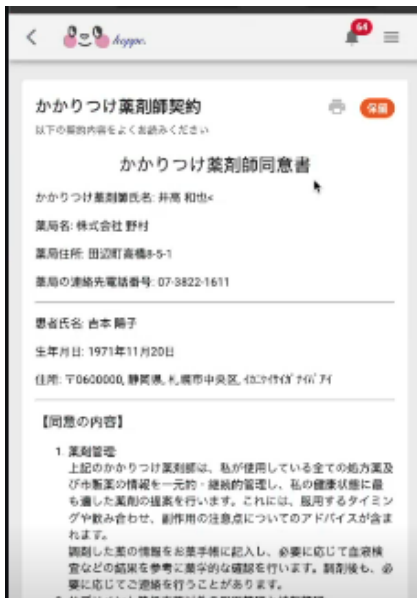 hoppe.
64
かかりつけ薬剤師契約
保留
以下の契約内容をよくお読みください
かかりつけ薬剤師同意書
かかりつけ薬剤師氏名: 井高 和也<
薬局名: 株式会社 野村
薬局住所: 田辺町高橋8-5-1
薬局の連絡先電話番号: 07-3822-1611
患者氏名: 吉本 陽子
生年月日: 1971年11月20日
住所: 〒0600000, 静岡県, 札幌市中央区,
【同意の内容】
1. 薬剤管理
上記のかかりつけ薬剤師は、私が使用している全ての処方薬及
び市販薬の情報を一元的・継続的管理し、私の健康状態に最
も適した薬剤の提案を行います。これには、服用するタイミン
グや飲み合わせ、副作用の注意点についてのアドバイスが含ま
れます。
調剤した薬の情報をお薬手帳に記入し、必要に応じて血液検
査などの結果を参考に薬学的な確認を行います。調剤後も、必
要に応じてご連絡を行うことがあります。